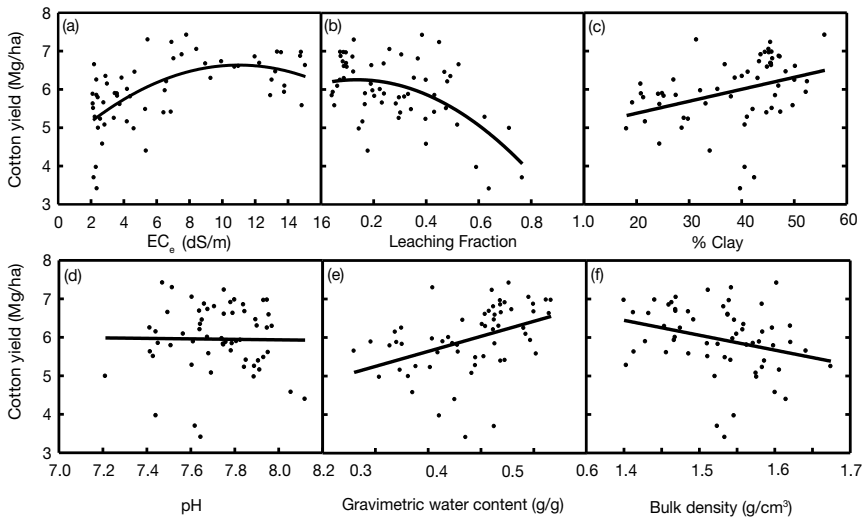 Cotton yield (Mg/ha)
8
7
6
5
4
3
(a)
(b)
(c)
0 2 4 6 8 10 12 14 16
0.2 0.4 0.6 0.8 1.0
20 30 40 50 60
ECe (dS/m)
Leaching Fraction
% Clay
Cotton yield (Mg/ha)
8
7
6
5
4
3
(d)
(e)
(f)
7.0 7.2 7.4 7.6 7.8 8.0 8.2
0.3 0.4 0.5 0.6
1.4 1.5 1.6 1.7
pH
Gravimetric water content (g/g)
Bulk density (g/cm³)